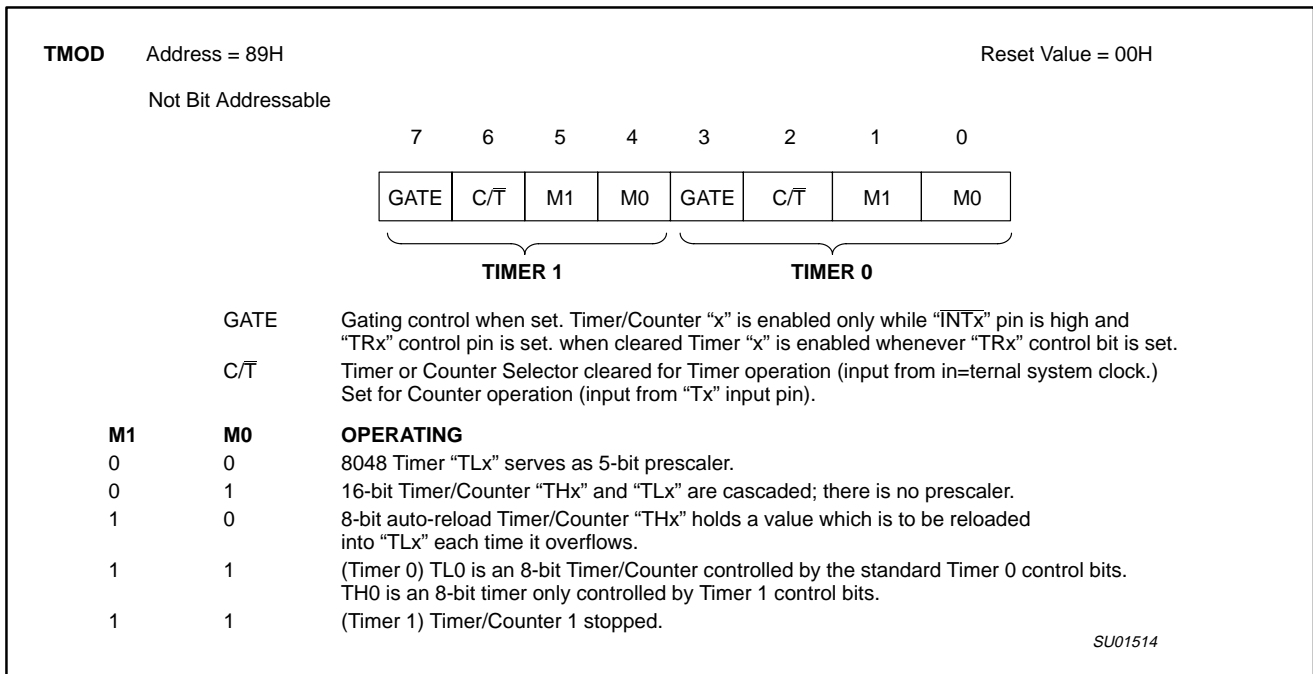 TMOD Address = 89H Reset Value = 00H
Not Bit Addressable
7 6 5 4 3 2 1 0
GATE C/T̅ M1 M0 GATE C/T̅ M1 M0
TIMER 1 TIMER 0
GATE Gating control when set. Timer/Counter “x” is enabled only while “I̅N̅T̅x̅” pin is high and
“TRx” control pin is set. when cleared Timer “x” is enabled whenever “TRx” control bit is set.
C/T̅ Timer or Counter Selector cleared for Timer operation (input from in=ternal system clock.)
Set for Counter operation (input from “Tx” input pin).
M1 M0 OPERATING
0 0 8048 Timer “TLx” serves as 5-bit prescaler.
0 1 16-bit Timer/Counter “THx” and “TLx” are cascaded; there is no prescaler.
1 0 8-bit auto-reload Timer/Counter “THx” holds a value which is to be reloaded
into “TLx” each time it overflows.
1 1 (Timer 0) TL0 is an 8-bit Timer/Counter controlled by the standard Timer 0 control bits.
TH0 is an 8-bit timer only controlled by Timer 1 control bits.
1 1 (Timer 1) Timer/Counter 1 stopped.
SU01514